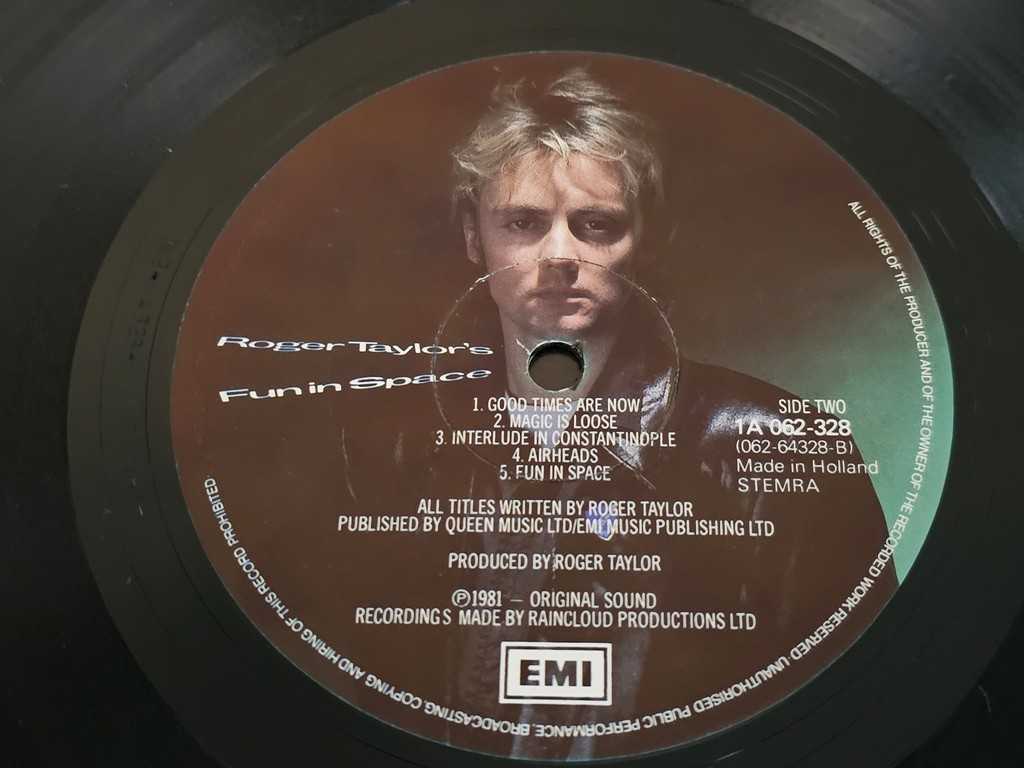 Roger Taylor's
Fun in Space
1. GOOD TIMES ARE NOW
2. MAGIC IS LOOSE
3. INTERLUDE IN CONSTANTINOPLE
4. AIRHEADS
5. FUN IN SPACE
SIDE TWO
1A 062-328
(062-64328-B)
Made in Holland
STEMRA
ALL TITLES WRITTEN BY ROGER TAYLOR
PUBLISHED BY QUEEN MUSIC LTD/EMI MUSIC PUBLISHING LTD
PRODUCED BY ROGER TAYLOR
Ⓟ1981 — ORIGINAL SOUND
RECORDINGS MADE BY RAINCLOUD PRODUCTIONS LTD
EMI
ALL RIGHTS OF THE PRODUCER AND OF THE OWNER OF THE RECORDED WORK RESERVED UNAUTHORISED PUBLIC PERFORMANCE, BROADCASTING, COPYING AND HIRING OF THIS RECORD PROHIBITED